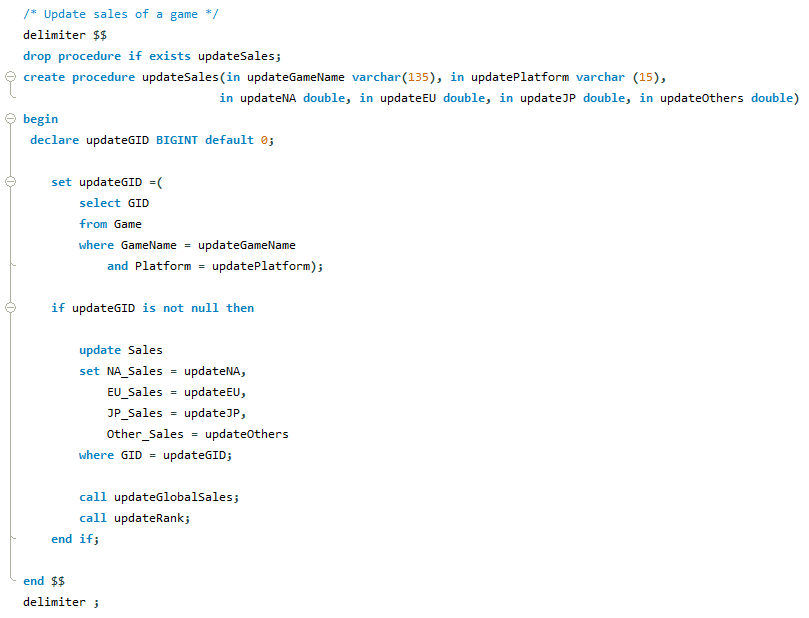 /* Update sales of a game */
delimiter $$
drop procedure if exists updateSales;
create procedure updateSales(in updateGameName varchar(135), in updatePlatform varchar (15),
in updateNA double, in updateEU double, in updateJP double, in updateOthers double)
begin
declare updateGID BIGINT default 0;
set updateGID =(
select GID
from Game
where GameName = updateGameName
and Platform = updatePlatform);
if updateGID is not null then
update Sales
set NA_Sales = updateNA,
EU_Sales = updateEU,
JP_Sales = updateJP,
Other_Sales = updateOthers
where GID = updateGID;
call updateGlobalSales;
call updateRank;
end if;
end $$
delimiter ;